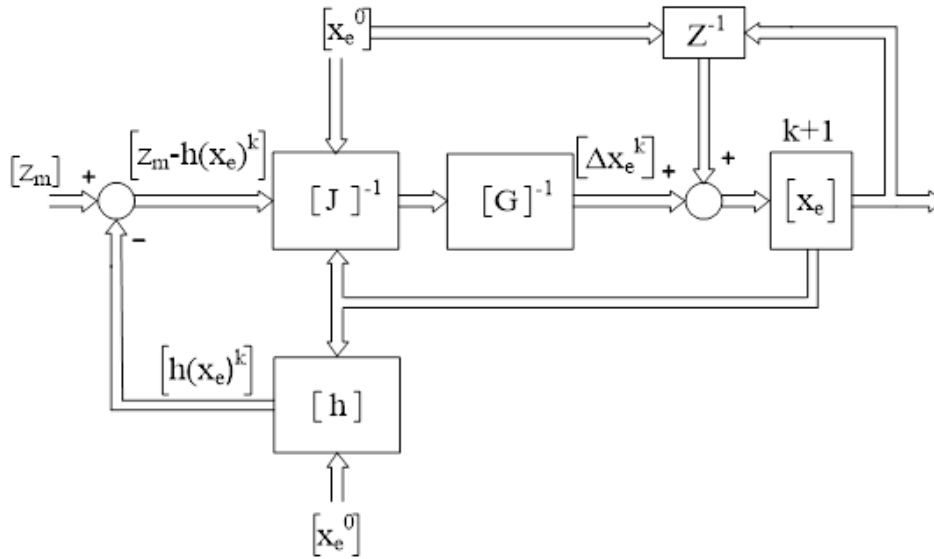 [xₑ⁰]
Z⁻¹
k+1
[zₘ-h(xₑ)ᵏ]
[Δxₑᵏ]
[zₘ]
+
+
+
[J]⁻¹
[G]⁻¹
[xₑ]
-
[h(xₑ)ᵏ]
[h]
[xₑ⁰]